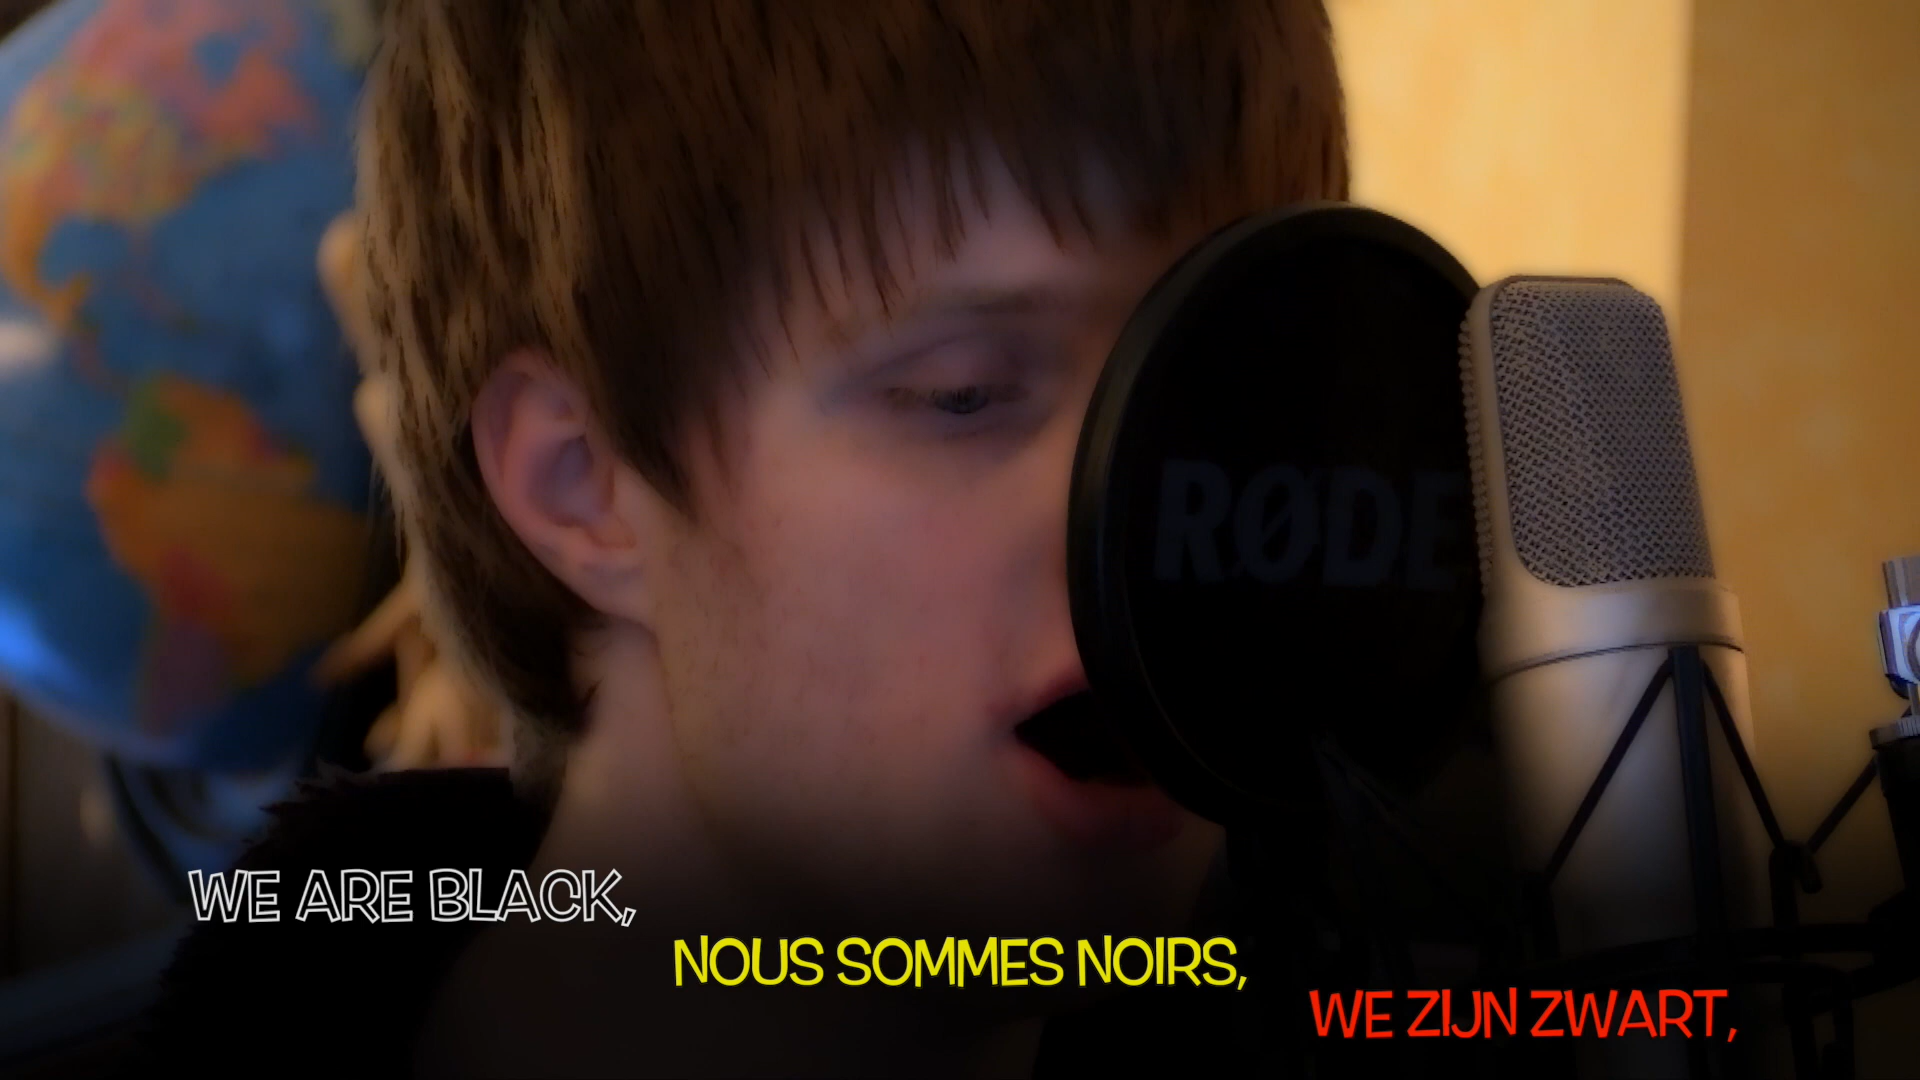 RØDE
WE ARE BLACK,
NOUS SOMMES NOIRS,
WE ZIJN ZWART,